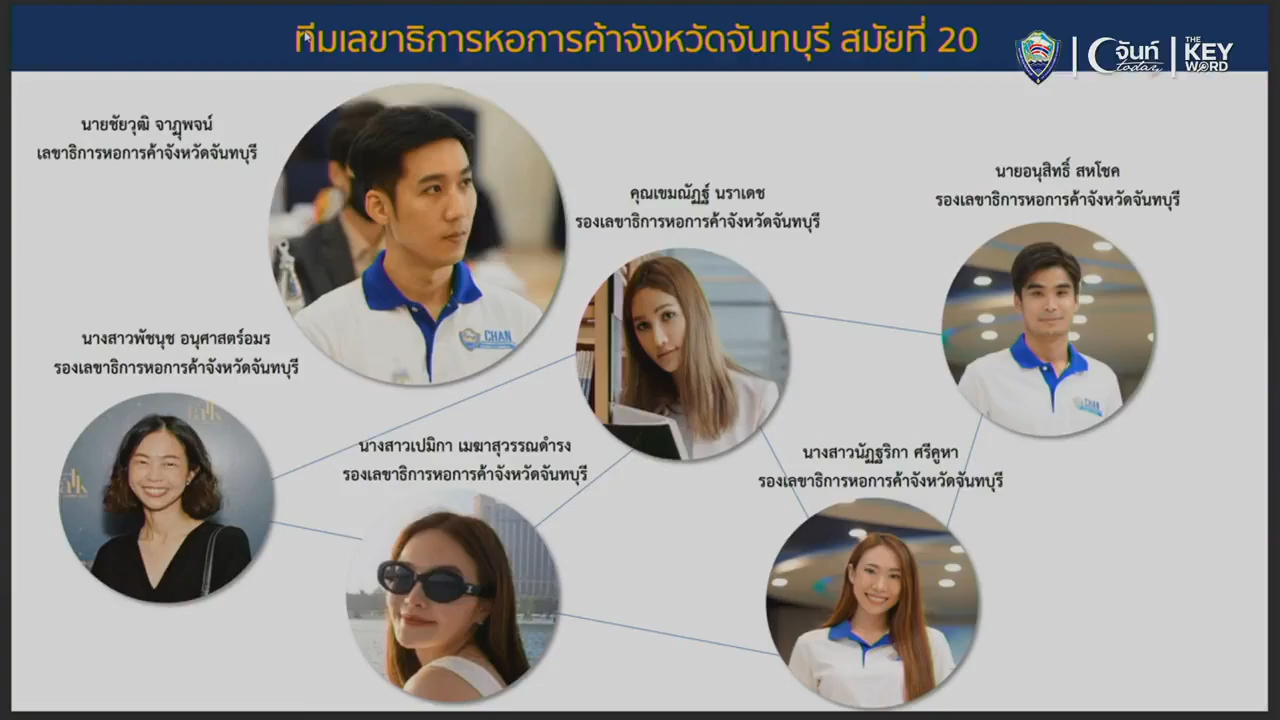 ทีมเลขาธิการหอการค้าจังหวัดจันทบุรี สมัยที่ 20
จันท์
today
THE
KEY
WORD
นายชัยวุฒิ จาฏุพจน์
เลขาธิการหอการค้าจังหวัดจันทบุรี
คุณเขมณัฏฐ์ นราเดช
รองเลขาธิการหอการค้าจังหวัดจันทบุรี
นายอนุสิทธิ์ สหโชค
รองเลขาธิการหอการค้าจังหวัดจันทบุรี
CHAN
นางสาวพัชนุช อนุศาสตร์อมร
รองเลขาธิการหอการค้าจังหวัดจันทบุรี
นางสาวเปมิกา เมฆาสุวรรณดำรง
รองเลขาธิการหอการค้าจังหวัดจันทบุรี
นางสาวนัฏฐริกา ศรีคูหา
รองเลขาธิการหอการค้าจังหวัดจันทบุรี
talk